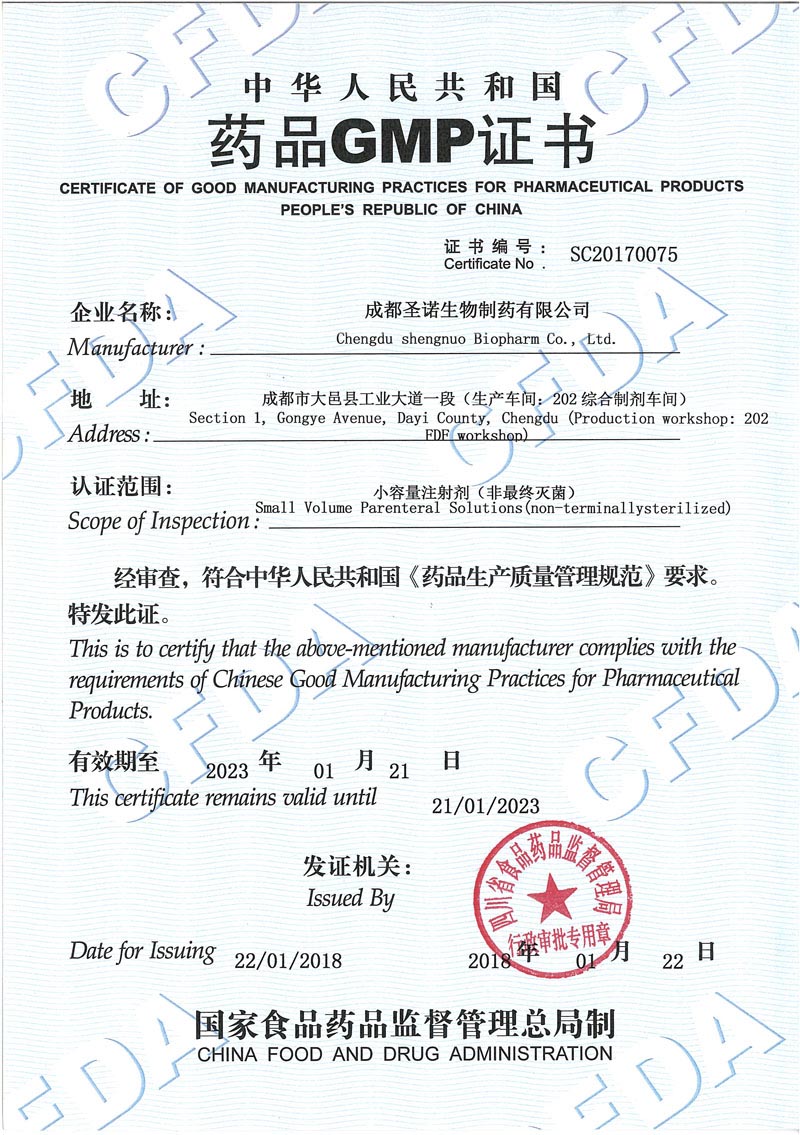 中华人民共和国
药品GMP证书
CERTIFICATE OF GOOD MANUFACTURING PRACTICES FOR PHARMACEUTICAL PRODUCTS
PEOPLE'S REPUBLIC OF CHINA
证书编号: SC20170075
Certificate No .
企业名称: 成都圣诺生物制药有限公司
Manufacturer : Chengdu shengnuo Biopharm Co., Ltd.
地 址: 成都市大邑县工业大道一段（生产车间：202 综合制剂车间）
Section 1, Gongye Avenue, Dayi County, Chengdu (Production workshop: 202
Address : FDF workshop)
认证范围: 小容量注射剂（非最终灭菌）
Small Volume Parenteral Solutions(non-terminallysterilized)
Scope of Inspection :
经审查，符合中华人民共和国《药品生产质量管理规范》要求。
特发此证。
This is to certify that the above-mentioned manufacturer complies with the
requirements of Chinese Good Manufacturing Practices for Pharmaceutical
Products.
有效期至 2023 年 01 月 21 日
This certificate remains valid until 21/01/2023
发证机关:
Issued By
四川省食品药品监督管理局
行政审批专用章
Date for Issuing 22/01/2018 2018 年 01 月 22 日
国家食品药品监督管理总局制
CHINA FOOD AND DRUG ADMINISTRATION
CFDA
CFDA
CFDA
CFDA
CFDA
CFDA
CFDA
CFDA